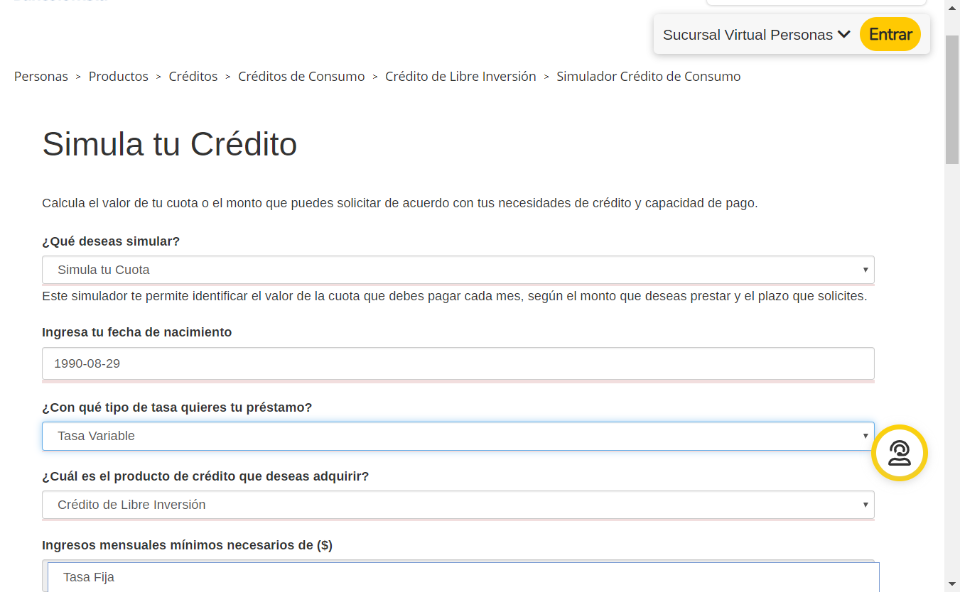 Sucursal Virtual Personas Entrar
Personas > Productos > Créditos > Créditos de Consumo > Crédito de Libre Inversión > Simulador Crédito de Consumo
Simula tu Crédito
Calcula el valor de tu cuota o el monto que puedes solicitar de acuerdo con tus necesidades de crédito y capacidad de pago.
¿Qué deseas simular?
Simula tu Cuota
Este simulador te permite identificar el valor de la cuota que debes pagar cada mes, según el monto que deseas prestar y el plazo que solicites.
Ingresa tu fecha de nacimiento
1990-08-29
¿Con qué tipo de tasa quieres tu préstamo?
Tasa Variable
¿Cuál es el producto de crédito que deseas adquirir?
Crédito de Libre Inversión
Ingresos mensuales mínimos necesarios de ($)
Tasa Fija